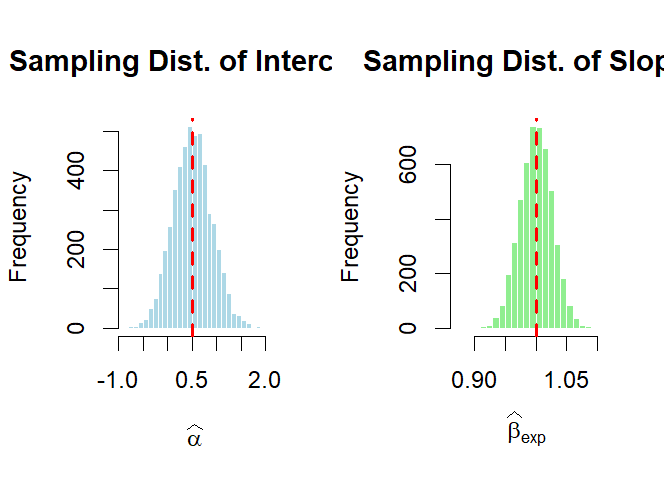 Sampling Dist. of Interc
Frequency
0
200
400
-1.0 0.5 2.0
α̂
Sampling Dist. of Slop
Frequency
0
200
600
0.90 1.05
β̂exp